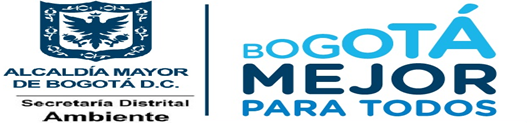 ALCALDÍA MAYOR
DE BOGOTÁ D.C.
Secretaría Distrital
Ambiente
BOGOTÁ
MEJOR
PARA TODOS